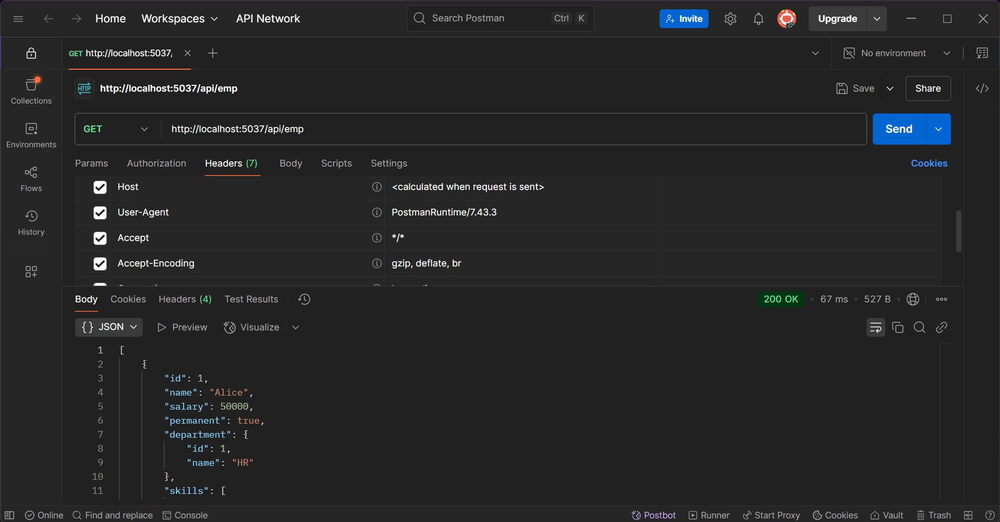 Home Workspaces API Network Search Postman Ctrl K Invite Upgrade
GET http://localhost:5037, No environment
HTTP http://localhost:5037/api/emp Save Share
Collections
GET http://localhost:5037/api/emp Send
Environments
Params Authorization Headers (7) Body Scripts Settings Cookies
Host <calculated when request is sent>
Flows
User-Agent PostmanRuntime/7.43.3
History
Accept */*
Accept-Encoding gzip, deflate, br
Body Cookies Headers (4) Test Results 200 OK • 67 ms • 527 B •
{} JSON Preview Visualize
1 [
2 {
3 "id": 1,
4 "name": "Alice",
5 "salary": 50000,
6 "permanent": true,
7 "department": {
8 "id": 1,
9 "name": "HR"
10 },
11 "skills": [
Online Find and replace Console Postbot Runner Start Proxy Cookies Vault Trash